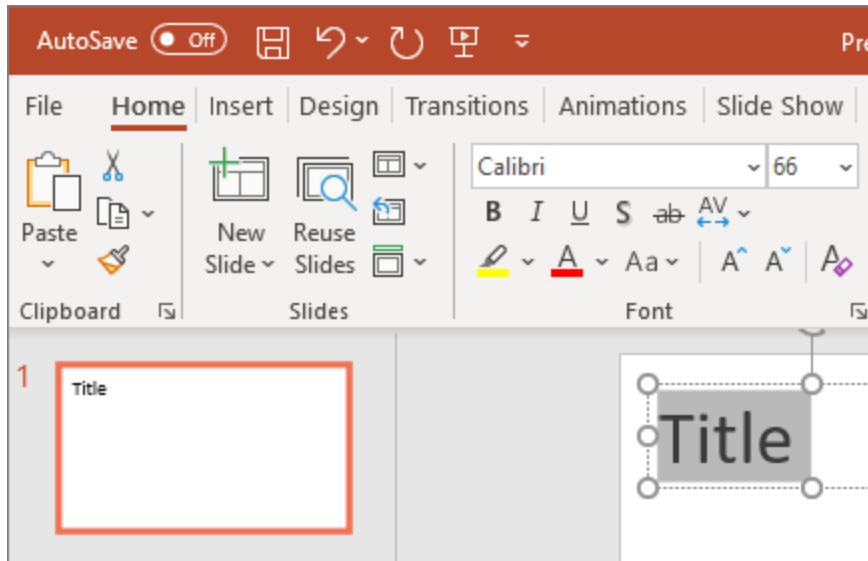 AutoSave Off Pre
File Home Insert Design Transitions Animations Slide Show
Paste
New Slide
Reuse Slides
Calibri 66
B I U S ab AV
A Aa A A A
Clipboard Slides Font
1
Title
Title